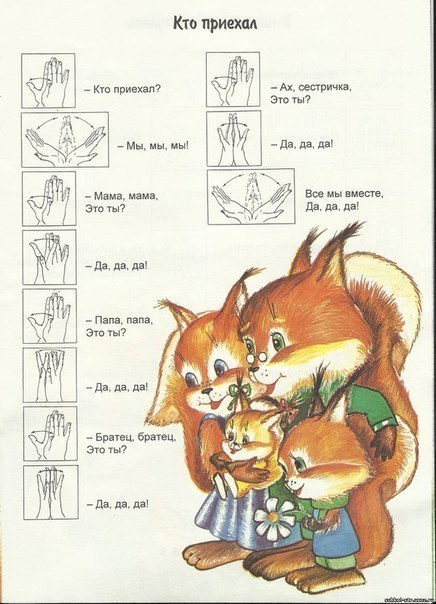 Кто приехал
– Кто приехал?
– Мы, мы, мы!
– Мама, мама,
Это ты?
– Да, да, да!
– Папа, папа,
Это ты?
– Да, да, да!
– Братец, братец,
Это ты?
– Да, да, да!
– Ах, сестричка,
Это ты?
– Да, да, да!
Все мы вместе,
Да, да, да!